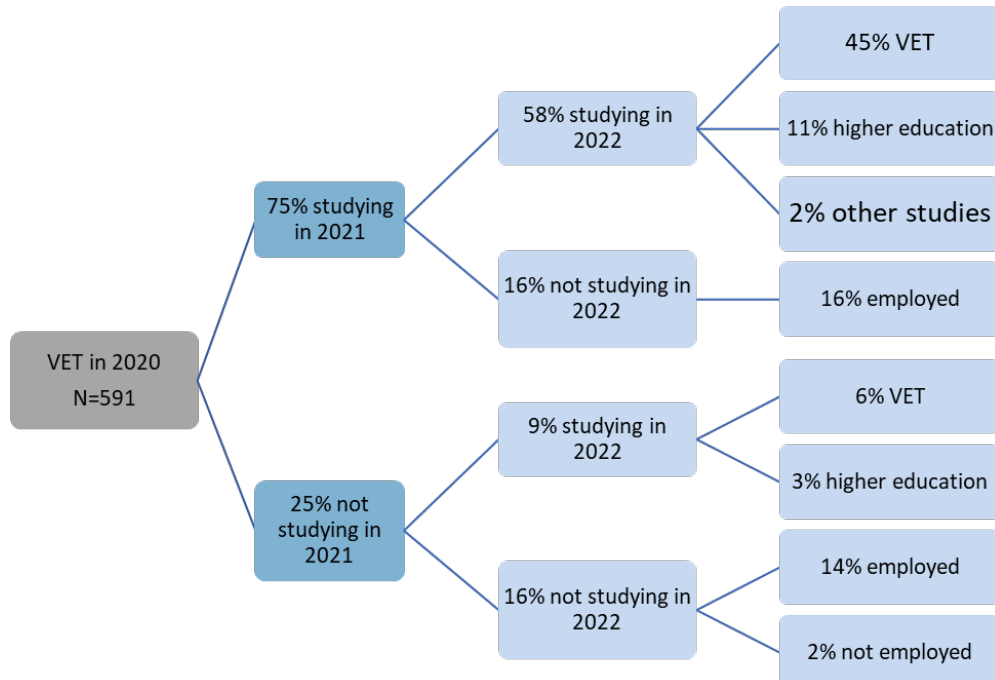 VET in 2020
N=591
75% studying
in 2021
25% not
studying in
2021
58% studying in
2022
16% not studying in
2022
9% studying in
2022
16% not studying in
2022
45% VET
11% higher education
2% other studies
16% employed
6% VET
3% higher education
14% employed
2% not employed